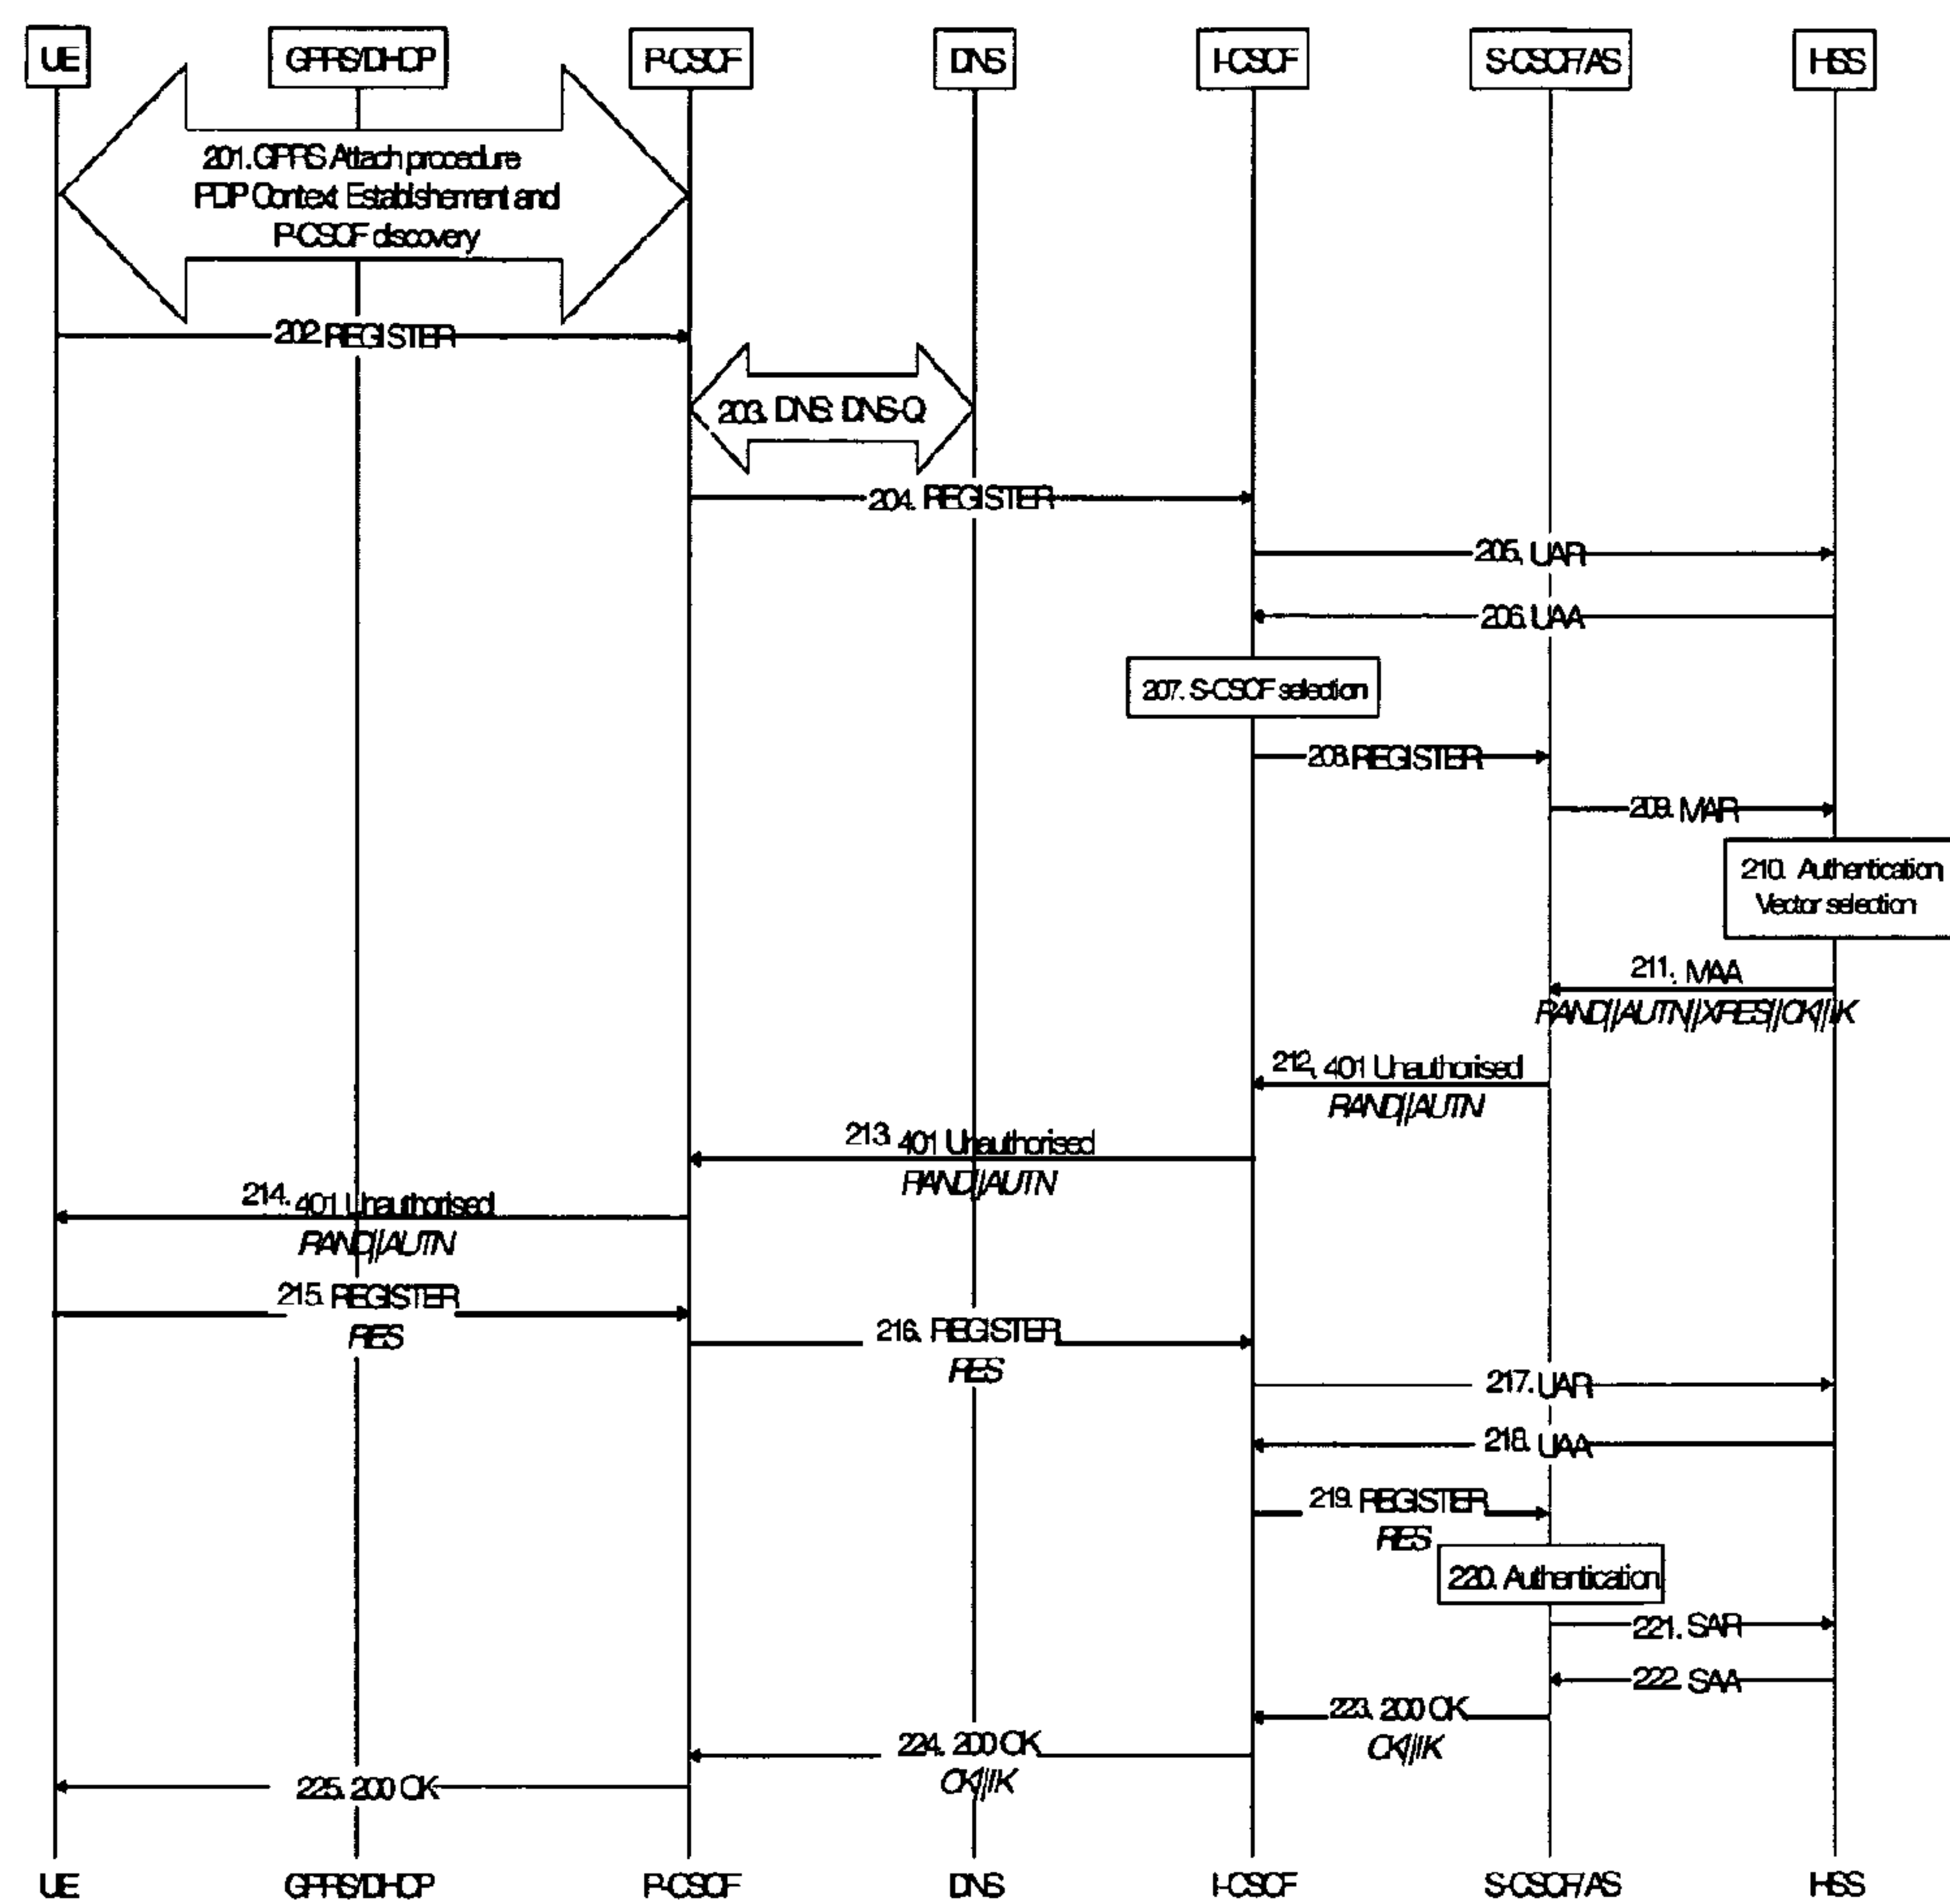 UE GPRS/DHCP P-CSCF DNS I-CSCF S-CSCF/AS HSS
201. GPRS Attach procedure
PDP Context Establishement and
P-CSCF discovery
202. REGISTER
203. DNS: DNS-Q
204. REGISTER
205. UAR
206. UAA
207. S-CSCF selection
208. REGISTER
209. MAR
210. Authentication
Vector selection
211. MAA
RAND||AUTN||XRES||CK||IK
212. 401 Unauthorised
RAND||AUTN
213. 401 Unauthorised
RAND||AUTN
214. 401 Unauthorised
RAND||AUTN
215. REGISTER
RES
216. REGISTER
RES
217. UAR
218. UAA
219. REGISTER
RES
220. Authentication
221. SAR
222. SAA
223. 200 OK
CK||IK
224. 200 OK
CK||IK
225. 200 OK
UE GPRS/DHCP P-CSCF DNS I-CSCF S-CSCF/AS HSS